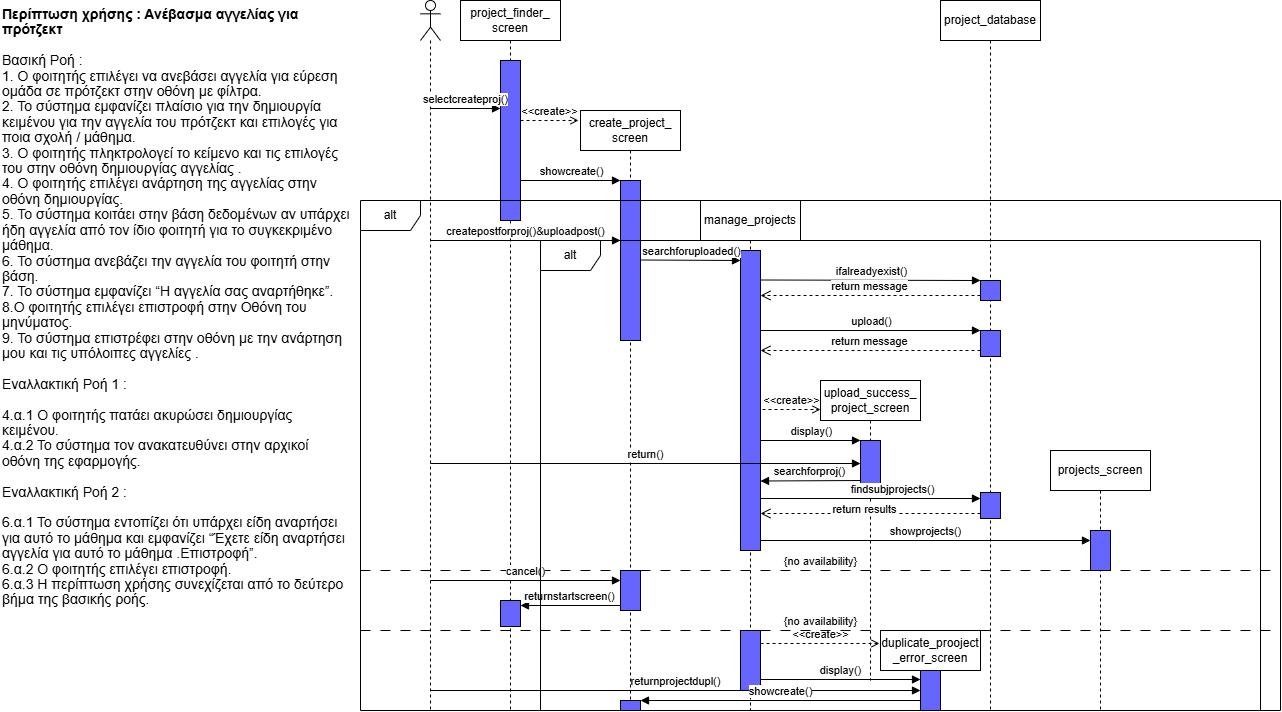 Περίπτωση χρήσης : Ανέβασμα αγγελίας για
πρότζεκτ
Βασική Ροή :
1. Ο φοιτητής επιλέγει να ανεβάσει αγγελία για εύρεση
ομάδα σε πρότζεκτ στην οθόνη με φίλτρα.
2. Το σύστημα εμφανίζει πλαίσιο για την δημιουργία
κειμένου για την αγγελία του πρότζεκτ και επιλογές για
ποια σχολή / μάθημα.
3. Ο φοιτητής πληκτρολογεί το κείμενο και τις επιλογές
του στην οθόνη δημιουργίας αγγελίας .
4. Ο φοιτητής επιλέγει ανάρτηση της αγγελίας στην
οθόνη δημιουργίας.
5. Το σύστημα κοιτάει στην βάση δεδομένων αν υπάρχει
ήδη αγγελία από τον ίδιο φοιτητή για το συγκεκριμένο
μάθημα.
6. Το σύστημα ανεβάζει την αγγελία του φοιτητή στην
βάση.
7. Το σύστημα εμφανίζει “Η αγγελία σας αναρτήθηκε”.
8.Ο φοιτητής επιλέγει επιστροφή στην Οθόνη του
μηνύματος.
9. Το σύστημα επιστρέφει στην οθόνη με την ανάρτηση
μου και τις υπόλοιπες αγγελίες .
Εναλλακτική Ροή 1 :
4.α.1 Ο φοιτητής πατάει ακυρώσει δημιουργίας
κειμένου.
4.α.2 Το σύστημα τον ανακατευθύνει στην αρχικοί
οθόνη της εφαρμογής.
Εναλλακτική Ροή 2 :
6.α.1 Το σύστημα εντοπίζει ότι υπάρχει είδη αναρτήσει
για αυτό το μάθημα και εμφανίζει “Έχετε είδη αναρτήσει
αγγελία για αυτό το μάθημα .Επιστροφή”.
6.α.2 Ο φοιτητής επιλέγει επιστροφή.
6.α.3 Η περίπτωση χρήσης συνεχίζεται από το δεύτερο
βήμα της βασικής ροής.
project_finder_
screen
project_database
selectcreateproj()
<<create>>
create_project_
screen
showcreate()
alt
manage_projects
createpostforproj()&uploadpost()
alt
searchforuploaded()
ifalreadyexist()
return message
upload()
return message
<<create>>
upload_success_
project_screen
display()
return()
searchforproj()
projects_screen
findsubjprojects()
return results
showprojects()
{no availability}
cancel()
returnstartscreen()
{no availability}
<<create>>
duplicate_prooject
_error_screen
display()
returnprojectdupl()
showcreate()